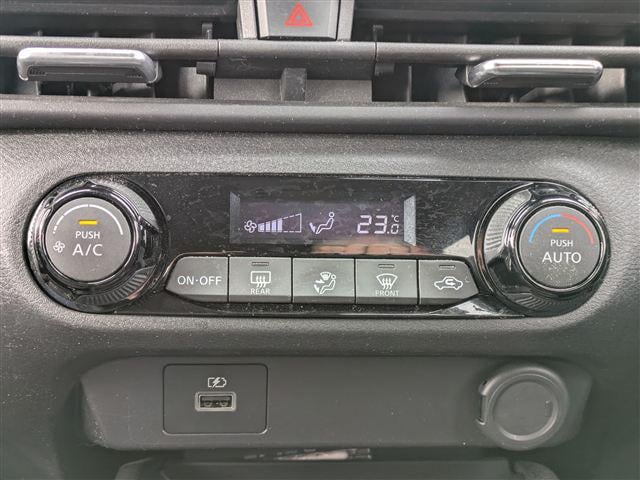 PUSH
A/C
23.0 °C
PUSH
AUTO
ON·OFF
REAR
FRONT